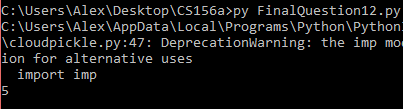 C:\Users\Alex\Desktop\CS156a>py FinalQuestion12.py
C:\Users\Alex\AppData\Local\Programs\Python\Python
\cloudpickle.py:47: DeprecationWarning: the imp mo
ion for alternative uses
import imp
5